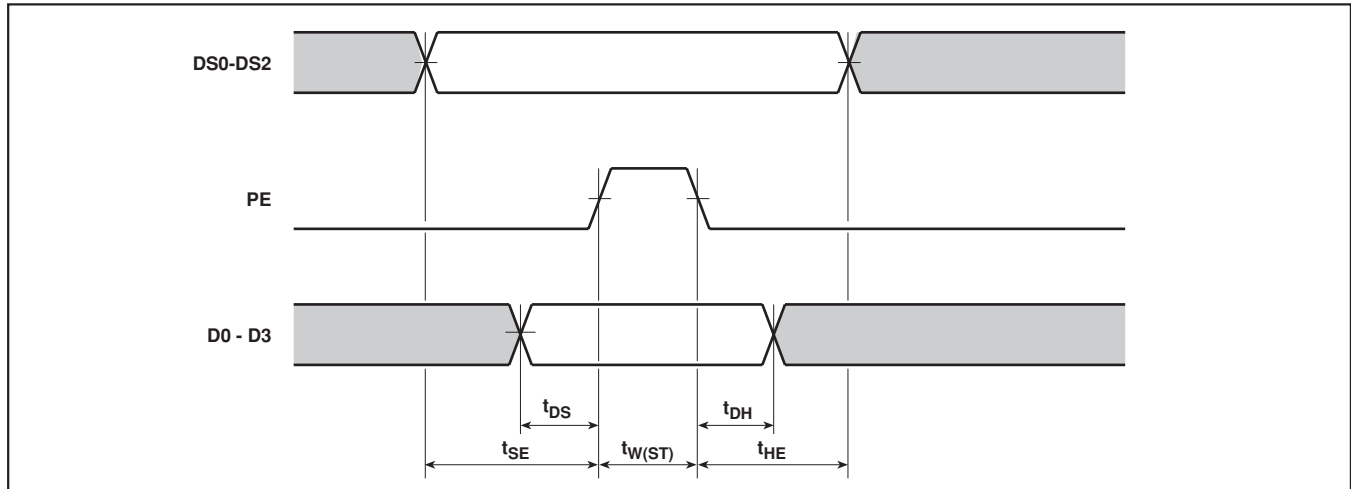 DS0-DS2
PE
D0 - D3
tDS
tDH
tSE
tW(ST)
tHE